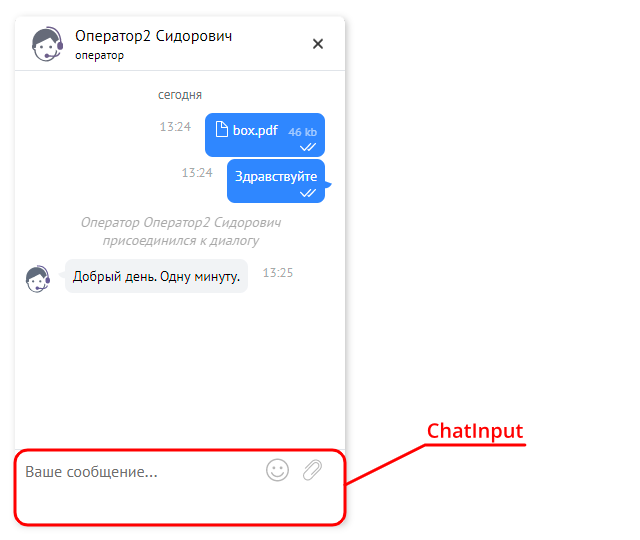 Оператор2 Сидорович
оператор
сегодня
13:24 box.pdf 46 kb
13:24 Здравствуйте
Оператор Оператор2 Сидорович
присоединился к диалогу
Добрый день. Одну минуту. 13:25
ChatInput
Ваше сообщение...